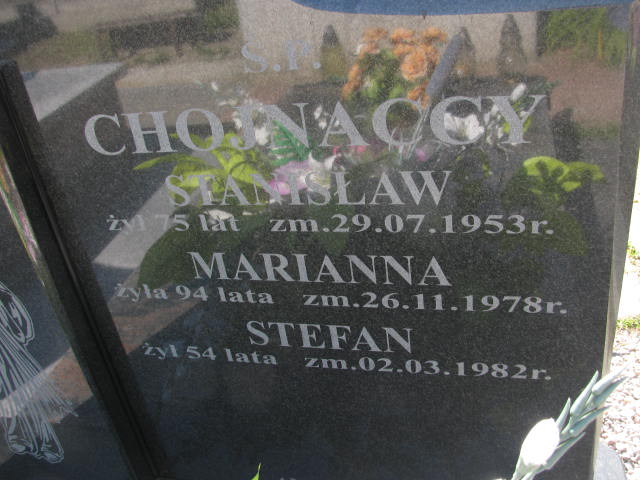 Ś.P.
CHOJNACCY
STANISŁAW
żył 75 lat zm.29.07.1953r.
MARIANNA
żyła 94 lata zm.26.11.1978r.
STEFAN
żył 54 lata zm.02.03.1982r.